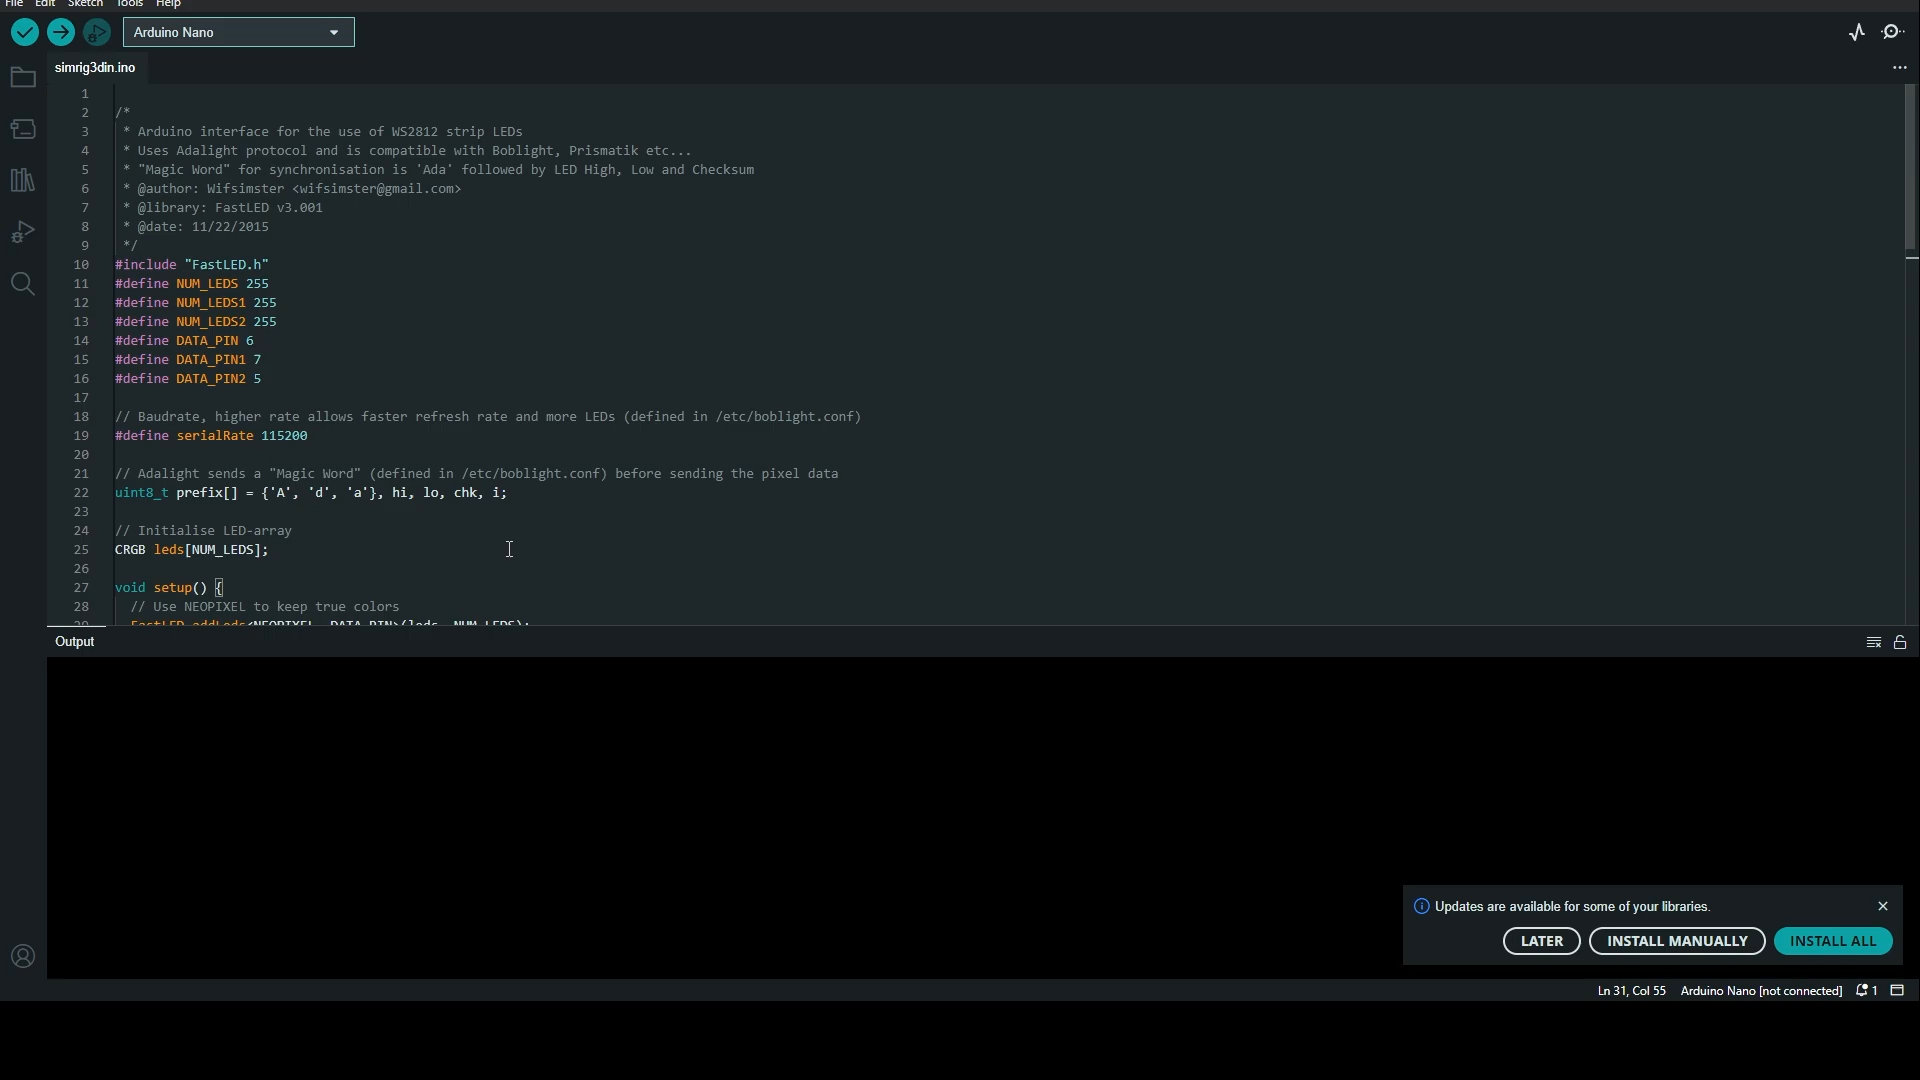 File Edit Sketch Tools Help
Arduino Nano
simrig3din.ino
1
2 /*
3 * Arduino interface for the use of WS2812 strip LEDs
4 * Uses Adalight protocol and is compatible with Boblight, Prismatik etc...
5 * "Magic Word" for synchronisation is 'Ada' followed by LED High, Low and Checksum
6 * @author: Wifsimster <wifsimster@gmail.com>
7 * @library: FastLED v3.001
8 * @date: 11/22/2015
9 */
10 #include "FastLED.h"
11 #define NUM_LEDS 255
12 #define NUM_LEDS1 255
13 #define NUM_LEDS2 255
14 #define DATA_PIN 6
15 #define DATA_PIN1 7
16 #define DATA_PIN2 5
17
18 // Baudrate, higher rate allows faster refresh rate and more LEDs (defined in /etc/boblight.conf)
19 #define serialRate 115200
20
21 // Adalight sends a "Magic Word" (defined in /etc/boblight.conf) before sending the pixel data
22 uint8_t prefix[] = {'A', 'd', 'a'}, hi, lo, chk, i;
23
24 // Initialise LED-array
25 CRGB leds[NUM_LEDS];
26
27 void setup() {
28 // Use NEOPIXEL to keep true colors
29 FastLED.addLeds<NEOPIXEL, DATA_PIN>(leds, NUM_LEDS);
Output
Updates are available for some of your libraries.
LATER INSTALL MANUALLY INSTALL ALL
Ln 31, Col 55 Arduino Nano [not connected] 1